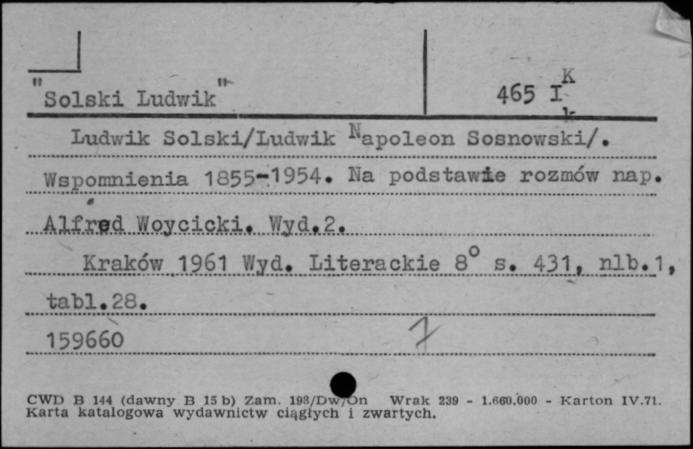 K
"Solski Ludwik" 465 I
k
Ludwik Solski/Ludwik Napoleon Sosnowski/.
Wspomnienia 1855-1954. Na podstawie rozmów nap.
Alfred Woycicki. Wyd.2.
Kraków 1961 Wyd. Literackie 8° s. 431, nlb.1,
tabl.28.
159660 7
CWD B 144 (dawny B 15 b) Zam. 193/Dw/On Wrak 239 - 1.660.000 - Karton IV.71.
Karta katalogowa wydawnictw ciągłych i zwartych.